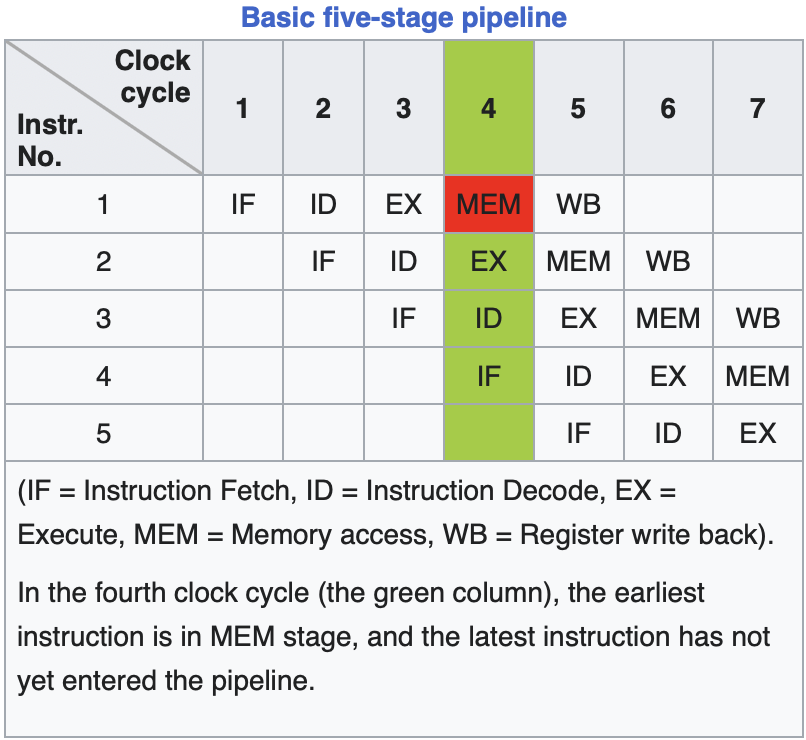 Basic five-stage pipeline
Clock cycle
Instr. No.
1 2 3 4 5 6 7
1 IF ID EX MEM WB
2 IF ID EX MEM WB
3 IF ID EX MEM WB
4 IF ID EX MEM
5 IF ID EX
(IF = Instruction Fetch, ID = Instruction Decode, EX =
Execute, MEM = Memory access, WB = Register write back).
In the fourth clock cycle (the green column), the earliest
instruction is in MEM stage, and the latest instruction has not
yet entered the pipeline.